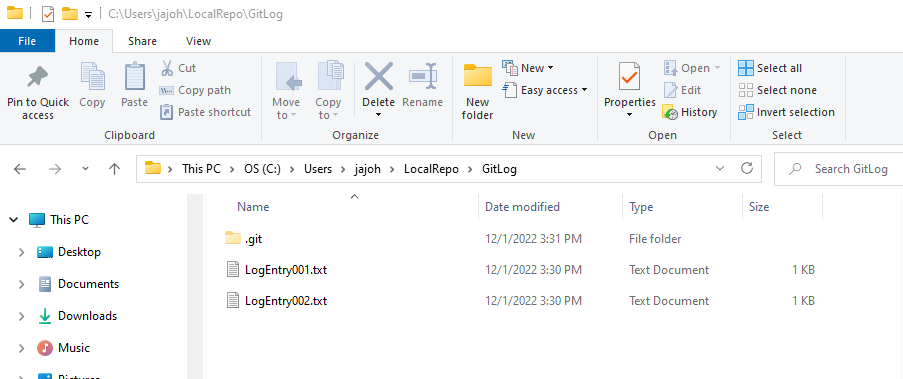 C:\Users\jajoh\LocalRepo\GitLog
File Home Share View
Pin to Quick access
Copy
Paste
Cut
Copy path
Paste shortcut
Clipboard
Move to
Copy to
Delete
Rename
Organize
New folder
New
Easy access
New
Properties
Open
Edit
History
Open
Select all
Select none
Invert selection
Select
This PC > OS (C:) > Users > jajoh > LocalRepo > GitLog
Search GitLog
Name Date modified Type Size
This PC
Desktop
Documents
Downloads
Music
.git 12/1/2022 3:31 PM File folder
LogEntry001.txt 12/1/2022 3:30 PM Text Document 1 KB
LogEntry002.txt 12/1/2022 3:30 PM Text Document 1 KB